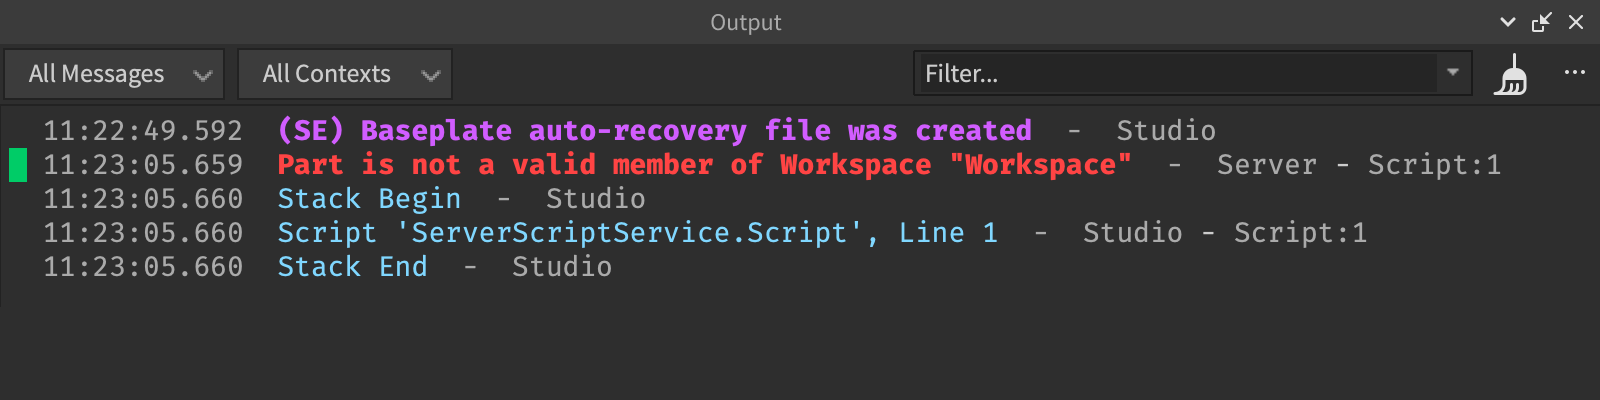 Output
All Messages All Contexts Filter...
11:22:49.592 (SE) Baseplate auto-recovery file was created - Studio
11:23:05.659 Part is not a valid member of Workspace "Workspace" - Server - Script:1
11:23:05.660 Stack Begin - Studio
11:23:05.660 Script 'ServerScriptService.Script', Line 1 - Studio - Script:1
11:23:05.660 Stack End - Studio